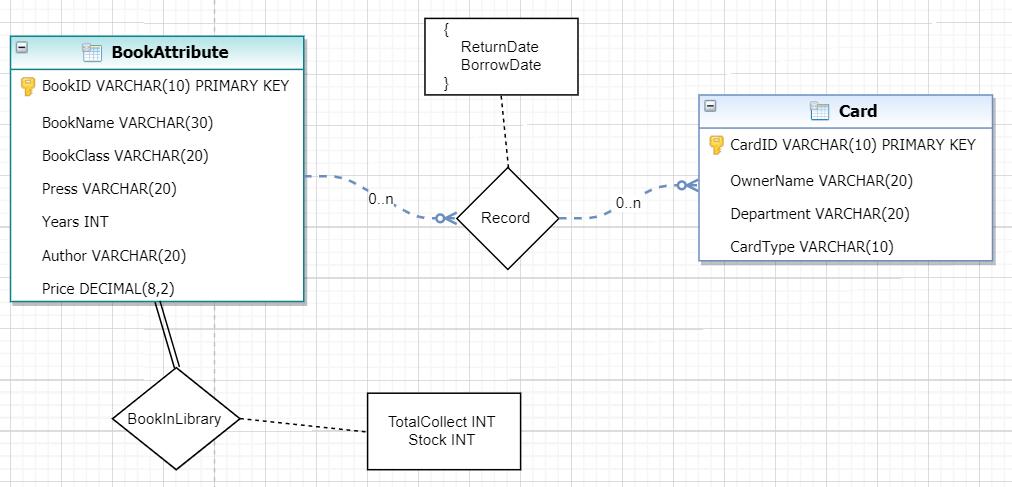 BookAttribute
BookID VARCHAR(10) PRIMARY KEY
BookName VARCHAR(30)
BookClass VARCHAR(20)
Press VARCHAR(20)
Years INT
Author VARCHAR(20)
Price DECIMAL(8,2)
{
ReturnDate
BorrowDate
}
0..n
Record
0..n
Card
CardID VARCHAR(10) PRIMARY KEY
OwnerName VARCHAR(20)
Department VARCHAR(20)
CardType VARCHAR(10)
BookInLibrary
TotalCollect INT
Stock INT